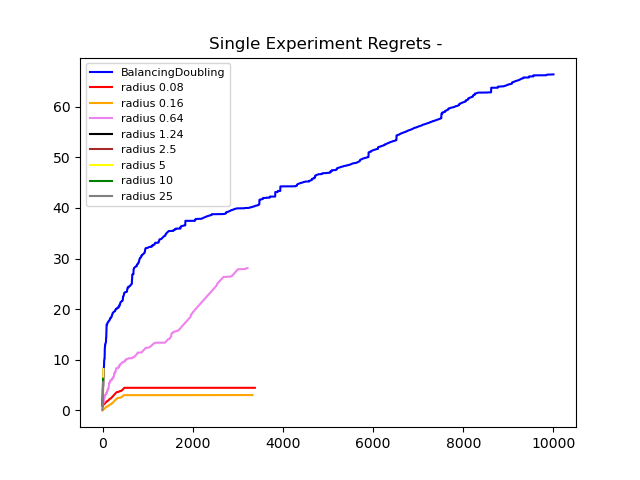 Single Experiment Regrets -
BalancingDoubling
radius 0.08
radius 0.16
radius 0.64
radius 1.24
radius 2.5
radius 5
radius 10
radius 25
60
50
40
30
20
10
0
0 2000 4000 6000 8000 10000